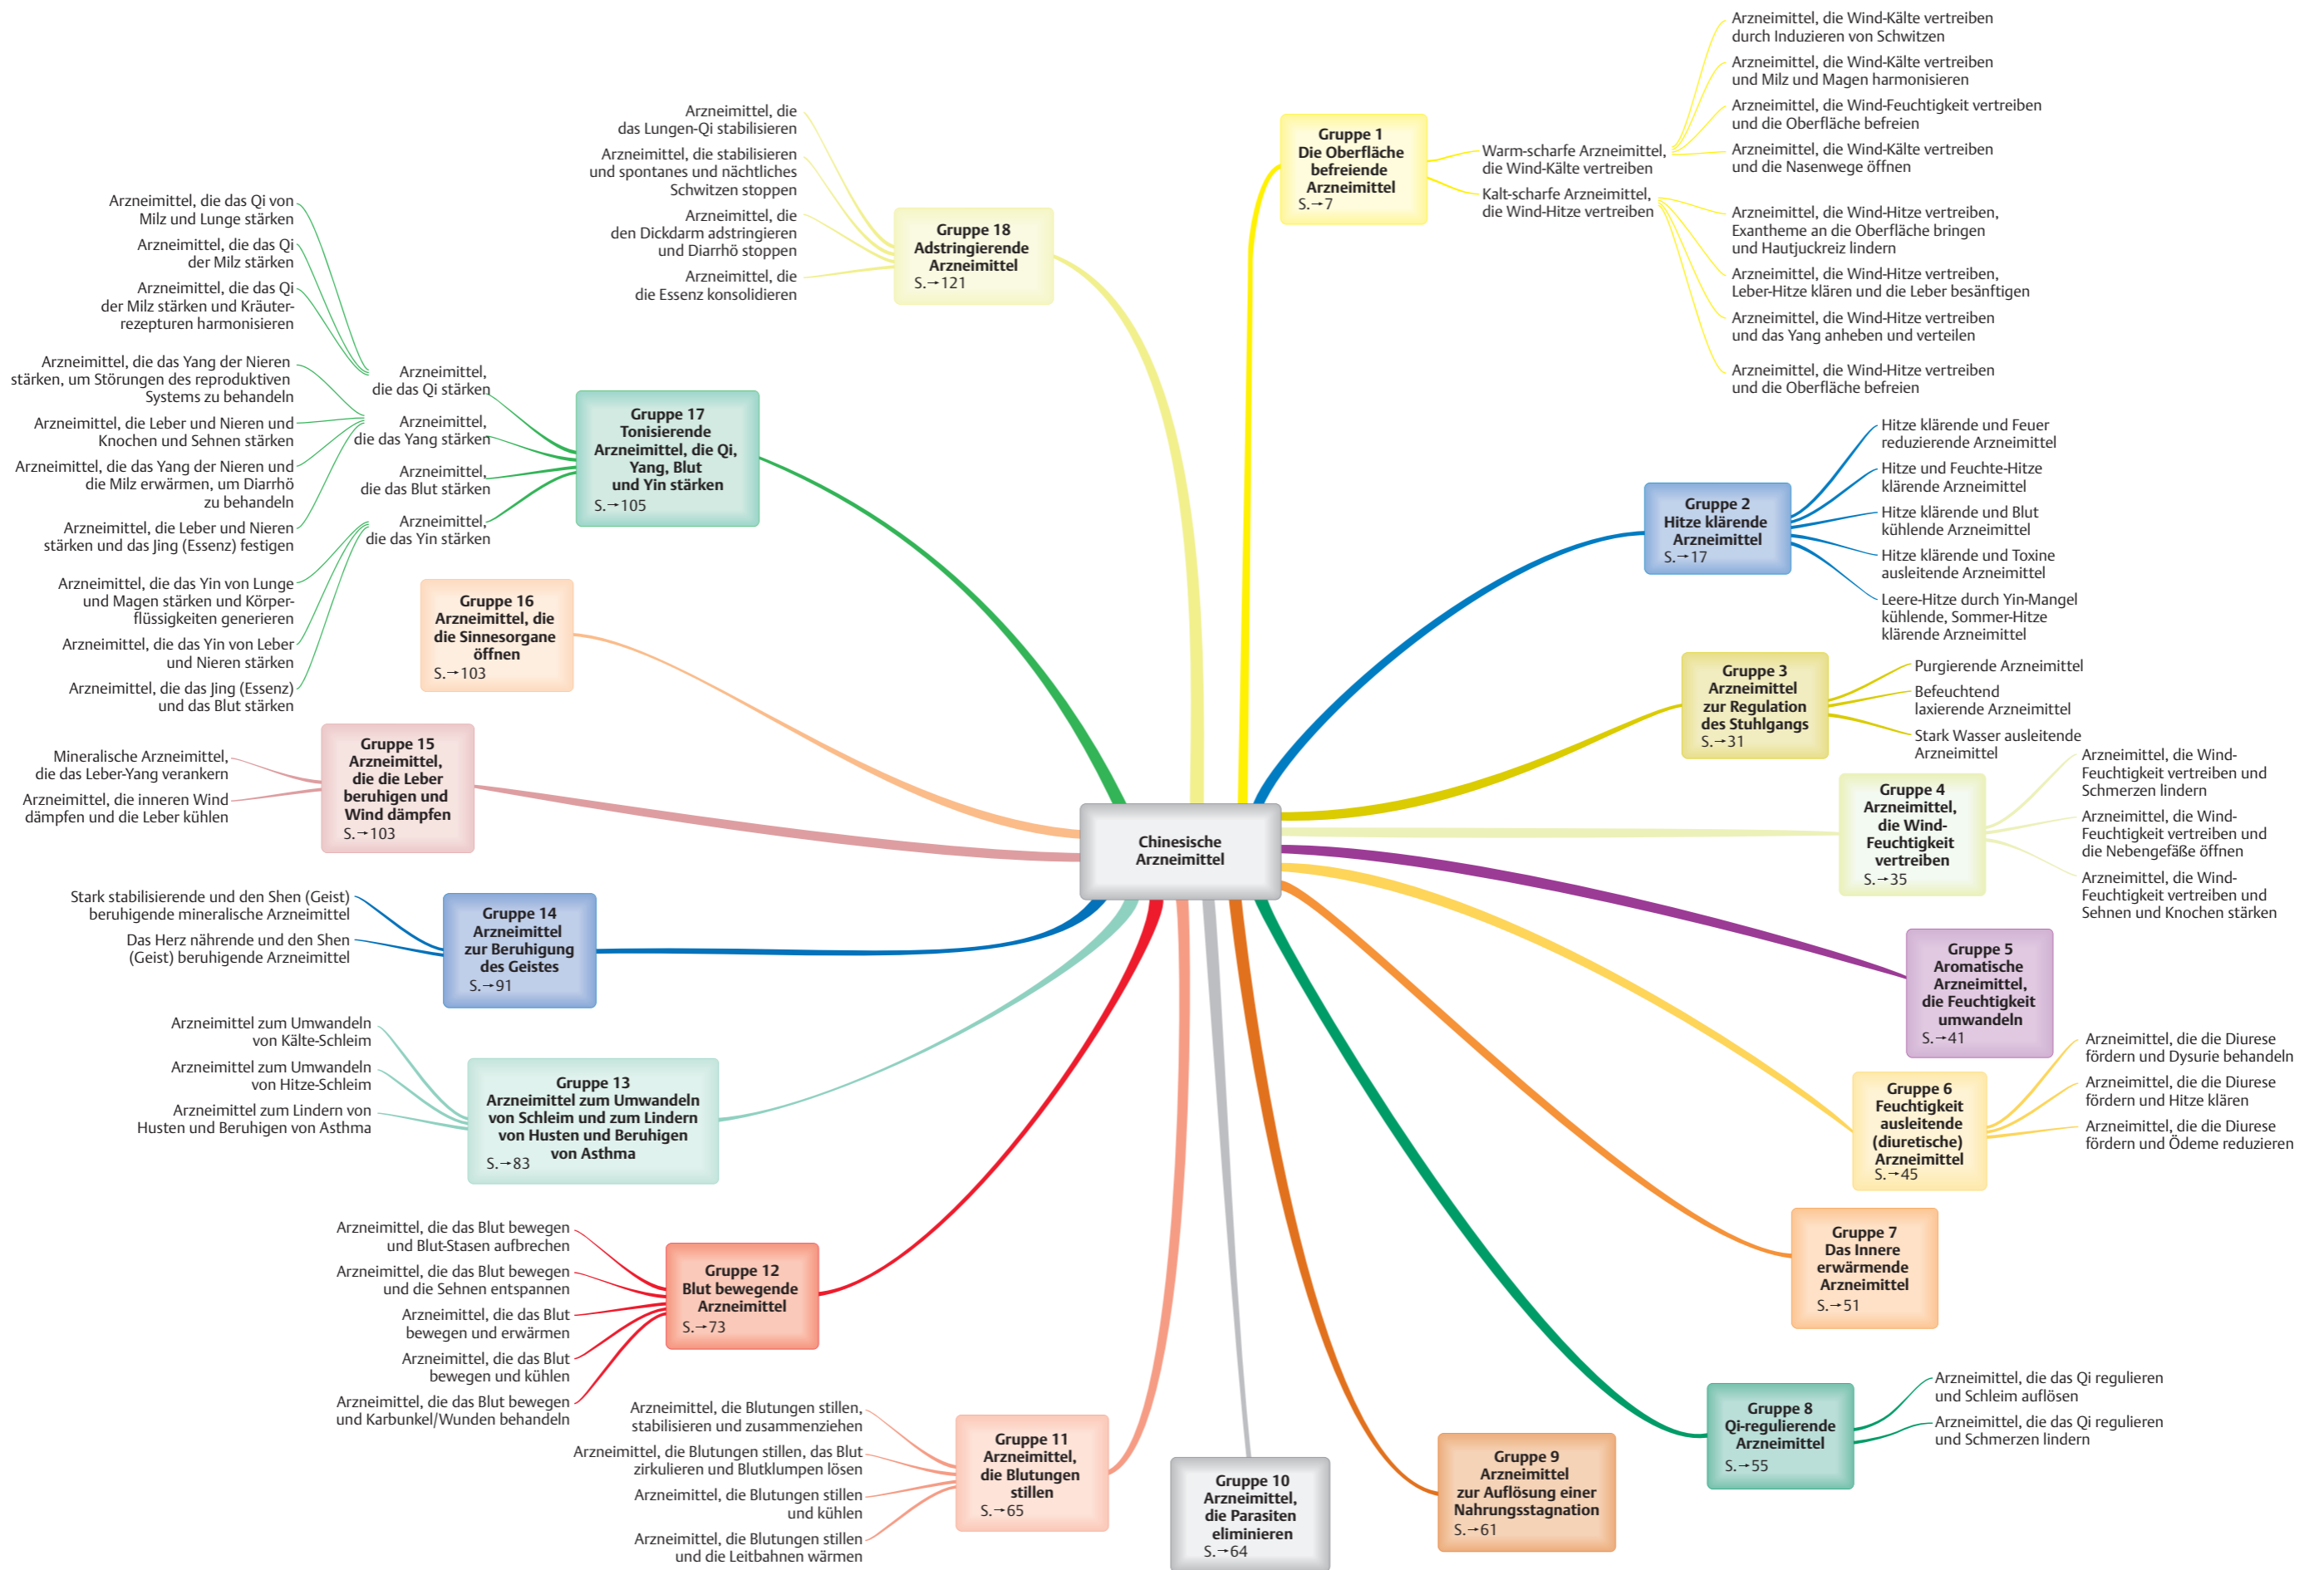 Chinesische
Arzneimittel
Gruppe 1
Die Oberfläche
befreiende
Arzneimittel
S.→7
Warm-scharfe Arzneimittel,
die Wind-Kälte vertreiben
Arzneimittel, die Wind-Kälte vertreiben
durch Induzieren von Schwitzen
Arzneimittel, die Wind-Kälte vertreiben
und Milz und Magen harmonisieren
Arzneimittel, die Wind-Feuchtigkeit vertreiben
und die Oberfläche befreien
Arzneimittel, die Wind-Kälte vertreiben
und die Nasenwege öffnen
Kalt-scharfe Arzneimittel,
die Wind-Hitze vertreiben
Arzneimittel, die Wind-Hitze vertreiben,
Exantheme an die Oberfläche bringen
und Hautjuckreiz lindern
Arzneimittel, die Wind-Hitze vertreiben,
Leber-Hitze klären und die Leber besänftigen
Arzneimittel, die Wind-Hitze vertreiben
und das Yang anheben und verteilen
Arzneimittel, die Wind-Hitze vertreiben
und die Oberfläche befreien
Gruppe 2
Hitze klärende
Arzneimittel
S.→17
Hitze klärende und Feuer
reduzierende Arzneimittel
Hitze und Feuchte-Hitze
klärende Arzneimittel
Hitze klärende und Blut
kühlende Arzneimittel
Hitze klärende und Toxine
ausleitende Arzneimittel
Leere-Hitze durch Yin-Mangel
kühlende, Sommer-Hitze
klärende Arzneimittel
Gruppe 3
Arzneimittel
zur Regulation
des Stuhlgangs
S.→31
Purgierende Arzneimittel
Befeuchtend
laxierende Arzneimittel
Stark Wasser ausleitende
Arzneimittel
Gruppe 4
Arzneimittel,
die Wind-
Feuchtigkeit
vertreiben
S.→35
Arzneimittel, die Wind-
Feuchtigkeit vertreiben und
Schmerzen lindern
Arzneimittel, die Wind-
Feuchtigkeit vertreiben und
die Nebengefäße öffnen
Arzneimittel, die Wind-
Feuchtigkeit vertreiben und
Sehnen und Knochen stärken
Gruppe 5
Aromatische
Arzneimittel,
die Feuchtigkeit
umwandeln
S.→41
Gruppe 6
Feuchtigkeit
ausleitende
(diuretische)
Arzneimittel
S.→45
Arzneimittel, die die Diurese
fördern und Dysurie behandeln
Arzneimittel, die die Diurese
fördern und Hitze klären
Arzneimittel, die die Diurese
fördern und Ödeme reduzieren
Gruppe 7
Das Innere
erwärmende
Arzneimittel
S.→51
Gruppe 8
Qi-regulierende
Arzneimittel
S.→55
Arzneimittel, die das Qi regulieren
und Schleim auflösen
Arzneimittel, die das Qi regulieren
und Schmerzen lindern
Gruppe 9
Arzneimittel
zur Auflösung einer
Nahrungsstagnation
S.→61
Gruppe 10
Arzneimittel,
die Parasiten
eliminieren
S.→64
Gruppe 11
Arzneimittel,
die Blutungen
stillen
S.→65
Arzneimittel, die Blutungen stillen,
stabilisieren und zusammenziehen
Arzneimittel, die Blutungen stillen, das Blut
zirkulieren und Blutklumpen lösen
Arzneimittel, die Blutungen stillen
und kühlen
Arzneimittel, die Blutungen stillen
und die Leitbahnen wärmen
Gruppe 12
Blut bewegende
Arzneimittel
S.→73
Arzneimittel, die das Blut bewegen
und Blut-Stasen aufbrechen
Arzneimittel, die das Blut bewegen
und die Sehnen entspannen
Arzneimittel, die das Blut
bewegen und erwärmen
Arzneimittel, die das Blut
bewegen und kühlen
Arzneimittel, die das Blut bewegen
und Karbunkel/Wunden behandeln
Gruppe 13
Arzneimittel zum Umwandeln
von Schleim und zum Lindern
von Husten und Beruhigen
von Asthma
S.→83
Arzneimittel zum Umwandeln
von Kälte-Schleim
Arzneimittel zum Umwandeln
von Hitze-Schleim
Arzneimittel zum Lindern von
Husten und Beruhigen von Asthma
Gruppe 14
Arzneimittel
zur Beruhigung
des Geistes
S.→91
Stark stabilisierende und den Shen (Geist)
beruhigende mineralische Arzneimittel
Das Herz nährende und den Shen
(Geist) beruhigende Arzneimittel
Gruppe 15
Arzneimittel,
die die Leber
beruhigen und
Wind dämpfen
S.→103
Mineralische Arzneimittel,
die das Leber-Yang verankern
Arzneimittel, die inneren Wind
dämpfen und die Leber kühlen
Gruppe 16
Arzneimittel, die
die Sinnesorgane
öffnen
S.→103
Gruppe 17
Tonisierende
Arzneimittel, die Qi,
Yang, Blut
und Yin stärken
S.→105
Arzneimittel,
die das Qi stärken
Arzneimittel, die das Qi von
Milz und Lunge stärken
Arzneimittel, die das Qi
der Milz stärken
Arzneimittel, die das Qi
der Milz stärken und Kräuter-
rezepturen harmonisieren
Arzneimittel,
die das Yang stärken
Arzneimittel, die das Yang der Nieren
stärken, um Störungen des reproduktiven
Systems zu behandeln
Arzneimittel, die Leber und Nieren und
Knochen und Sehnen stärken
Arzneimittel, die das Yang der Nieren und
die Milz erwärmen, um Diarrhö
zu behandeln
Arzneimittel, die Leber und Nieren
stärken und das Jing (Essenz) festigen
Arzneimittel,
die das Blut stärken
Arzneimittel,
die das Yin stärken
Arzneimittel, die das Yin von Lunge
und Magen stärken und Körper-
flüssigkeiten generieren
Arzneimittel, die das Yin von Leber
und Nieren stärken
Arzneimittel, die das Jing (Essenz)
und das Blut stärken
Gruppe 18
Adstringierende
Arzneimittel
S.→121
Arzneimittel, die
das Lungen-Qi stabilisieren
Arzneimittel, die stabilisieren
und spontanes und nächtliches
Schwitzen stoppen
Arzneimittel, die
den Dickdarm adstringieren
und Diarrhö stoppen
Arzneimittel, die
die Essenz konsolidieren